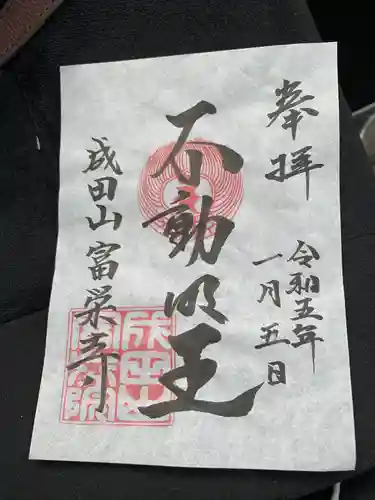 奉拝
令和五年
一月五日
不動明王
成田山富栄寺